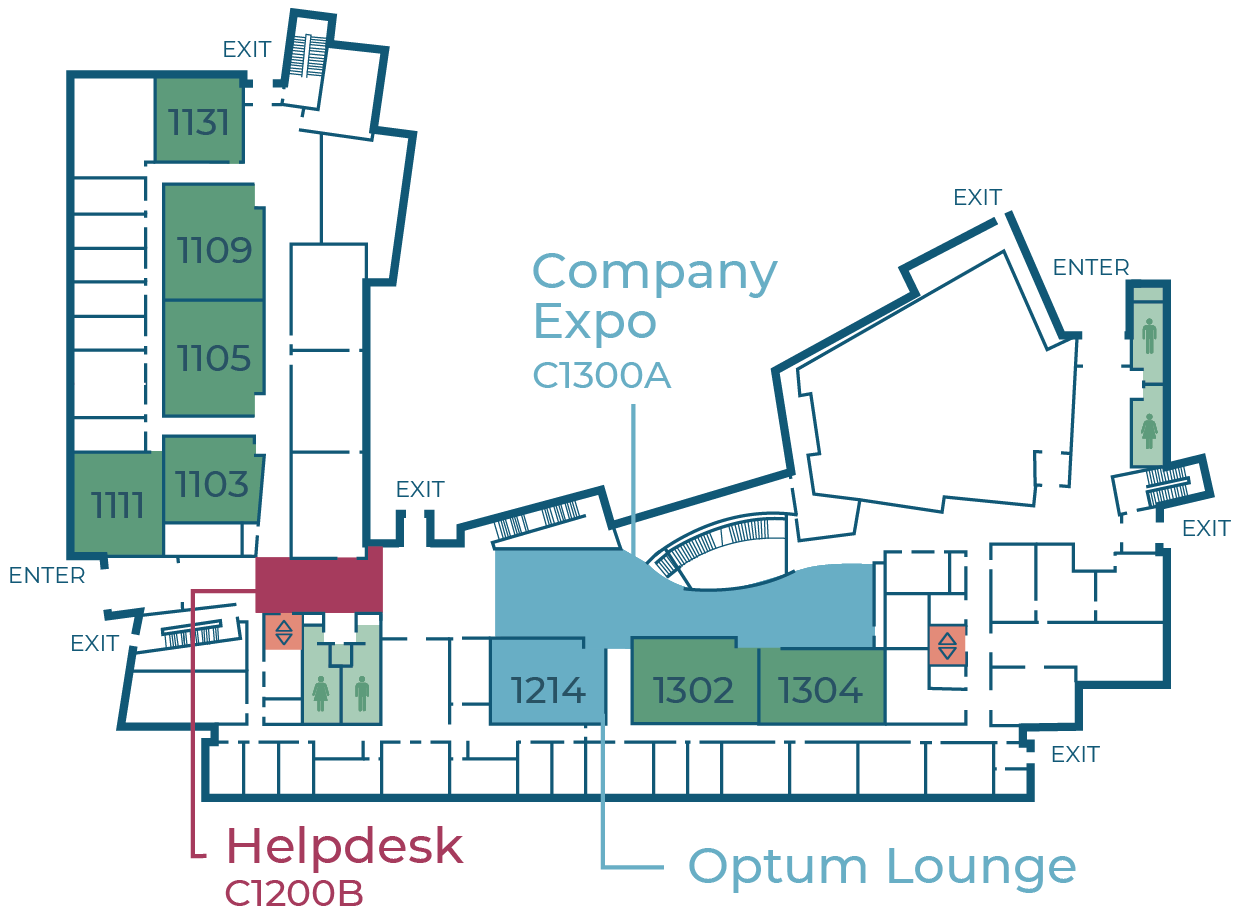 EXIT
1131
EXIT
1109
Company
Expo
C1300A
ENTER
1105
1103
1111
EXIT
EXIT
ENTER
EXIT
1214
1302
1304
EXIT
Helpdesk
C1200B
Optum Lounge